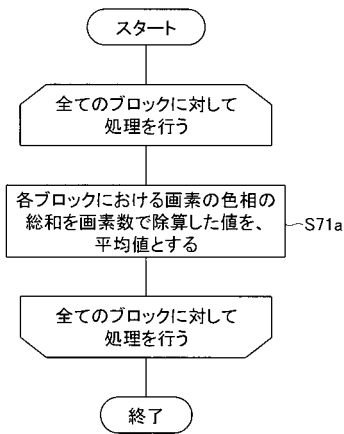 スタート
全てのブロックに対して
処理を行う
各ブロックにおける画素の色相の
総和を画素数で除算した値を、
平均値とする
S71a
全てのブロックに対して
処理を行う
終了